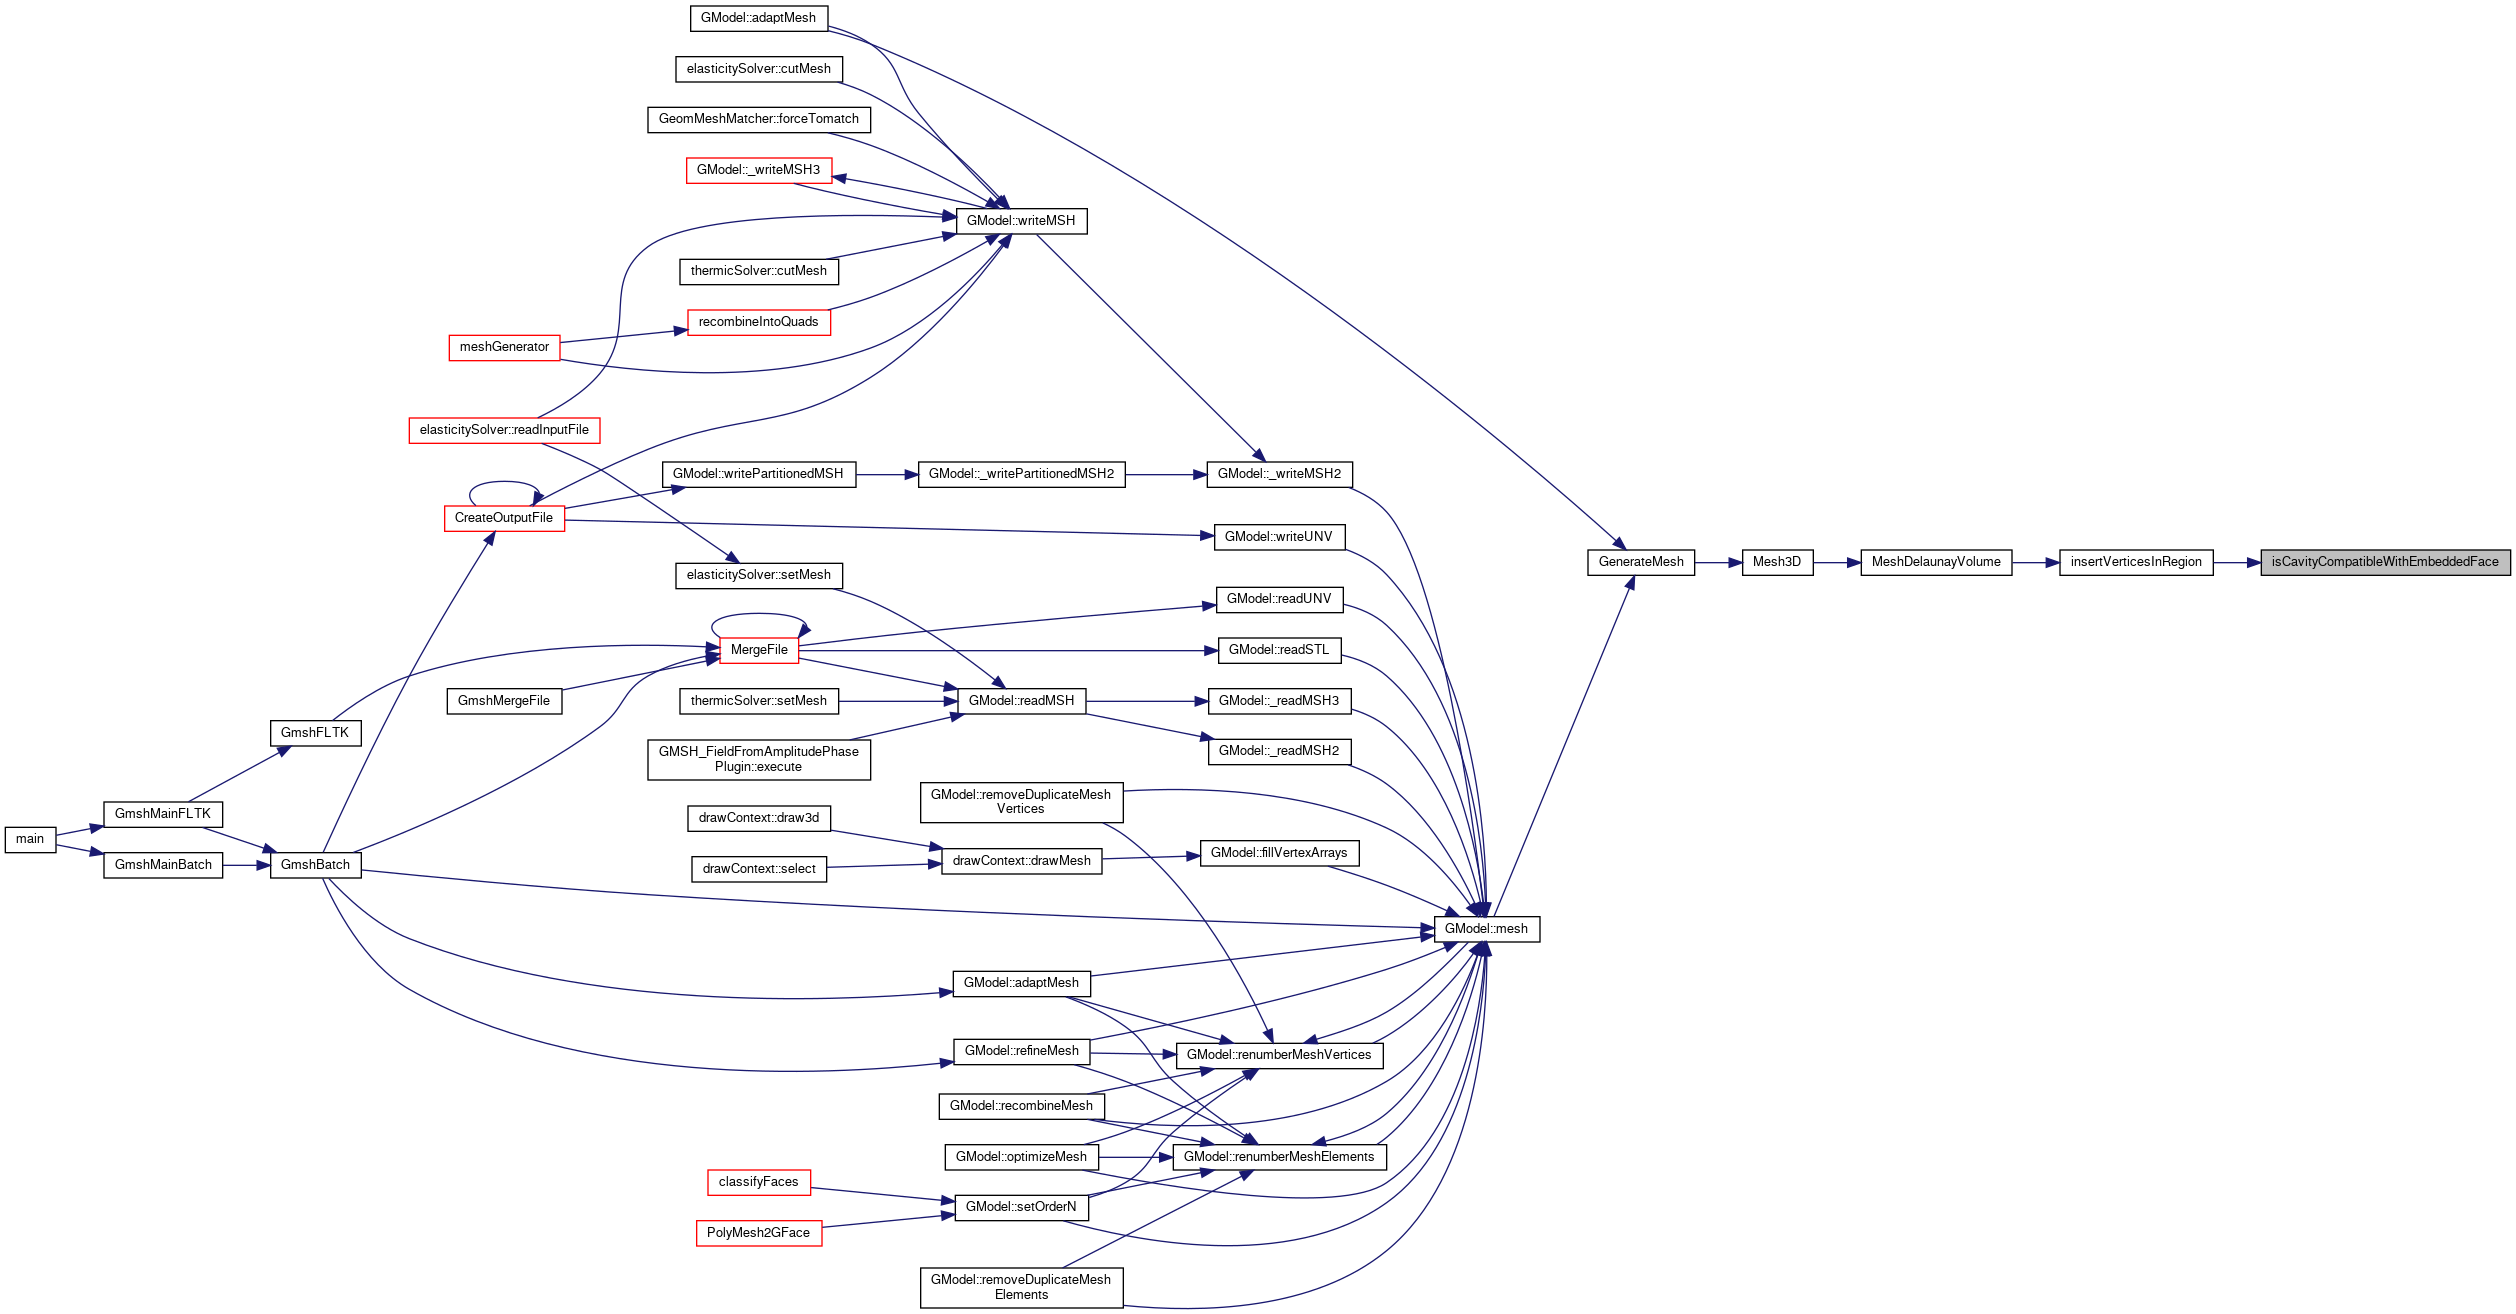 GModel::adaptMesh
elasticitySolver::cutMesh
GeomMeshMatcher::forceTomatch
GModel::_writeMSH3
GModel::writeMSH
thermicSolver::cutMesh
recombineIntoQuads
meshGenerator
elasticitySolver::readInputFile
GModel::writePartitionedMSH
GModel::_writePartitionedMSH2
GModel::_writeMSH2
CreateOutputFile
GModel::writeUNV
GenerateMesh
Mesh3D
MeshDelaunayVolume
insertVerticesInRegion
isCavityCompatibleWithEmbeddedFace
elasticitySolver::setMesh
GModel::readUNV
MergeFile
GModel::readSTL
GmshMergeFile
thermicSolver::setMesh
GModel::readMSH
GModel::_readMSH3
GmshFLTK
GMSH_FieldFromAmplitudePhase
Plugin::execute
GModel::_readMSH2
GModel::removeDuplicateMesh
Vertices
GmshMainFLTK
drawContext::draw3d
main
GModel::fillVertexArrays
GmshMainBatch
GmshBatch
drawContext::select
drawContext::drawMesh
GModel::mesh
GModel::adaptMesh
GModel::refineMesh
GModel::renumberMeshVertices
GModel::recombineMesh
GModel::optimizeMesh
GModel::renumberMeshElements
classifyFaces
GModel::setOrderN
PolyMesh2GFace
GModel::removeDuplicateMesh
Elements